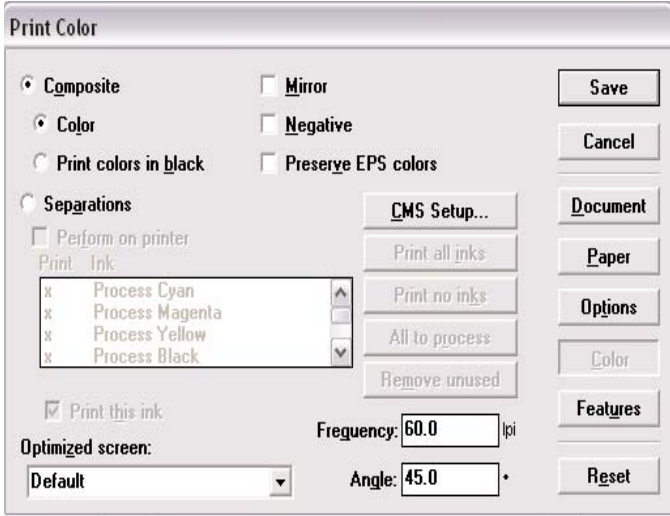 Print Color
Composite
Color
Print colors in black
Separations
Perform on printer
Print Ink
x Process Cyan
x Process Magenta
x Process Yellow
x Process Black
Print this ink
Optimized screen:
Default
Mirror
Negative
Preserve EPS colors
CMS Setup...
Print all inks
Print no inks
All to process
Remove unused
Frequency: 60.0 lpi
Angle: 45.0 °
Save
Cancel
Document
Paper
Options
Color
Features
Reset